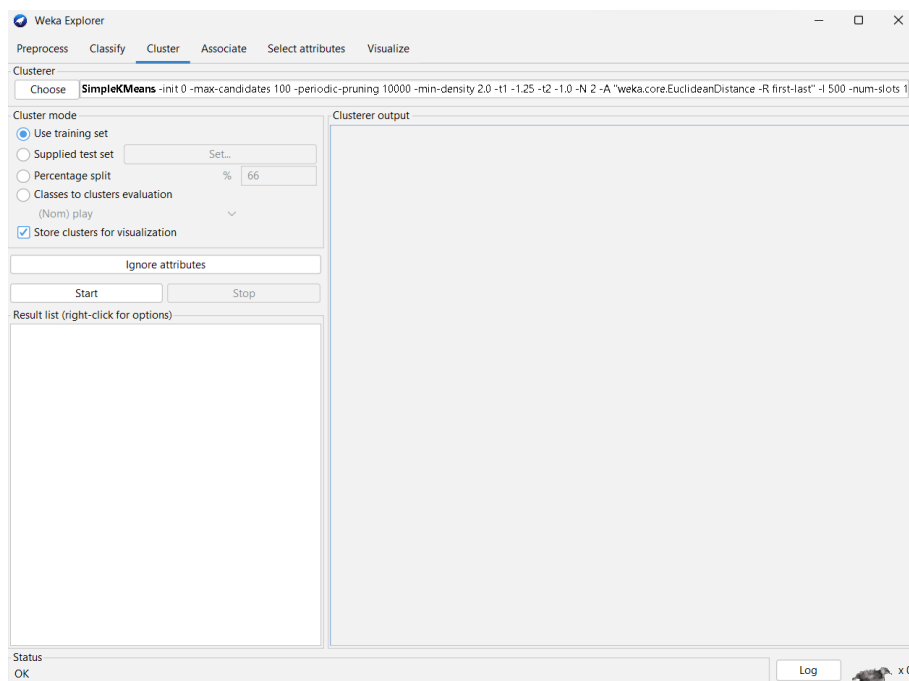 Weka Explorer
Preprocess Classify Cluster Associate Select attributes Visualize
Clusterer
Choose SimpleKMeans -init 0 -max-candidates 100 -periodic-pruning 10000 -min-density 2.0 -t1 -1.25 -t2 -1.0 -N 2 -A "weka.core.EuclideanDistance -R first-last" -I 500 -num-slots 1
Cluster mode
Clusterer output
Use training set
Supplied test set Set...
Percentage split % 66
Classes to clusters evaluation
(Nom) play
Store clusters for visualization
Ignore attributes
Start Stop
Result list (right-click for options)
Status
OK
Log x 0